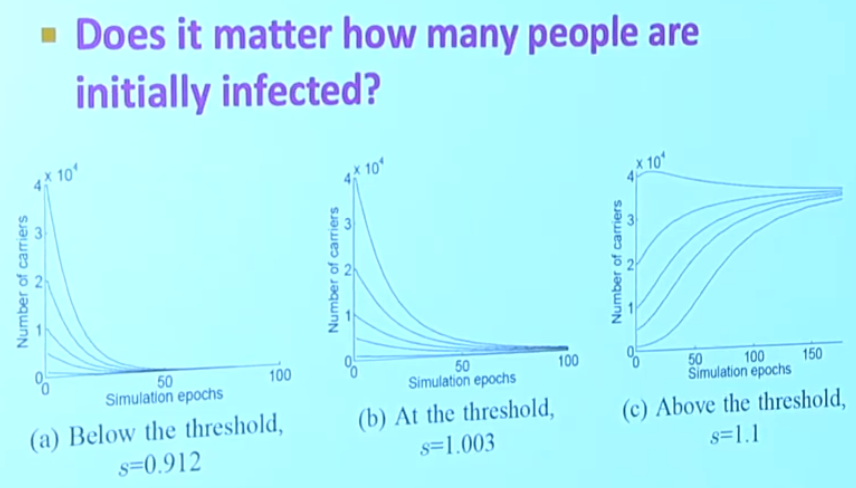 Does it matter how many people are
initially infected?
x 10⁴
4
3
2
1
0
Number of carriers
0
50
100
Simulation epochs
(a) Below the threshold,
s=0.912
x 10⁴
4
3
2
1
0
Number of carriers
0
50
100
Simulation epochs
(b) At the threshold,
s=1.003
x 10⁴
4
3
2
1
0
Number of carriers
0
50
100
150
Simulation epochs
(c) Above the threshold,
s=1.1